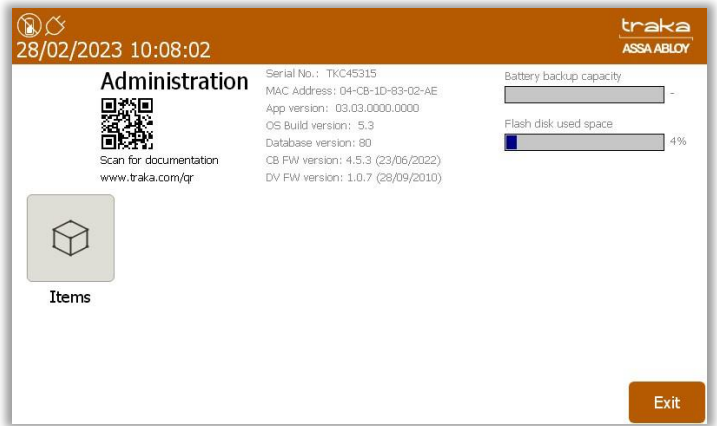 28/02/2023 10:08:02
traka
ASSA ABLOY
Administration
Scan for documentation
www.traka.com/qr
Serial No.: TKC45315
MAC Address: 04-CB-1D-83-02-AE
App version: 03.03.0000.0000
OS Build version: 5.3
Database version: 80
CB FW version: 4.5.3 (23/06/2022)
DV FW version: 1.0.7 (28/09/2010)
Battery backup capacity
-
Flash disk used space
4%
Items
Exit